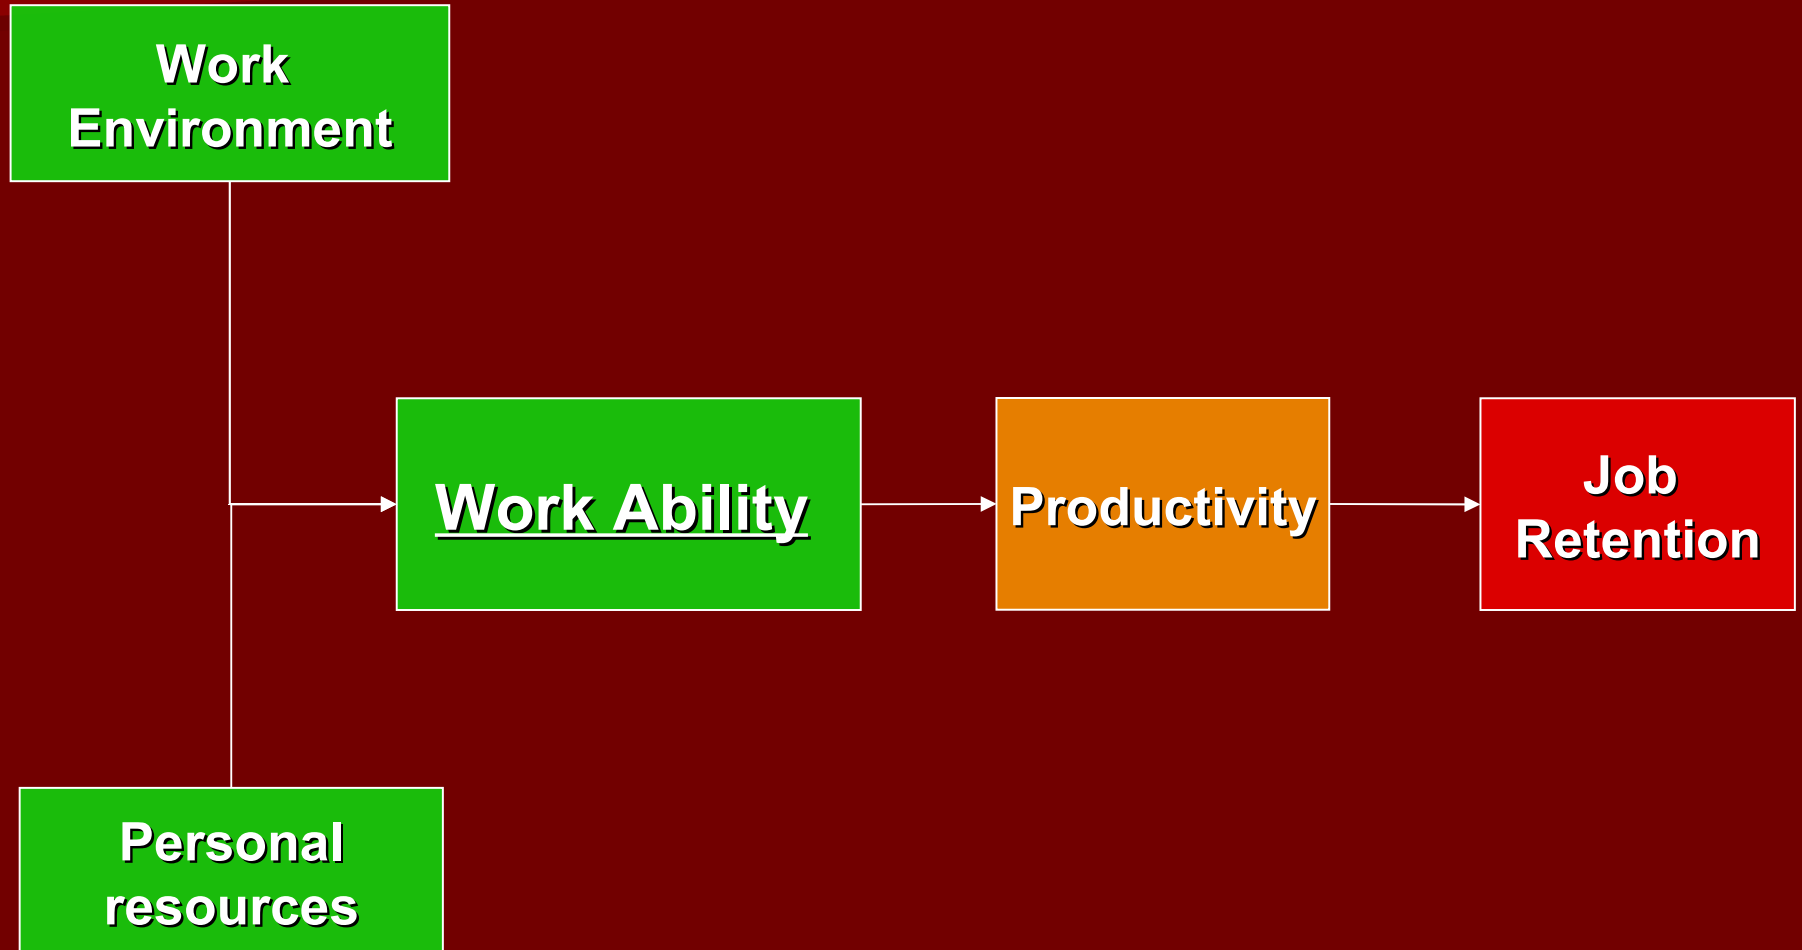 Work
Environment
Work Ability
Productivity
Job
Retention
Personal
resources